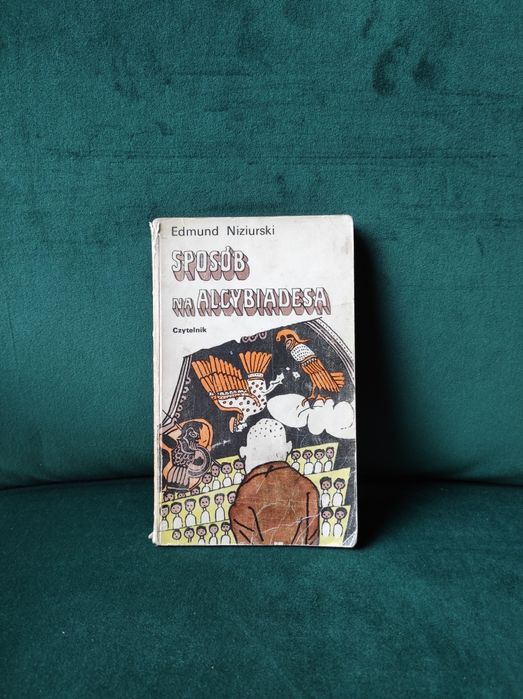 Edmund Niziurski
SPOSÓB
NA ALCYBIADESA
Czytelnik